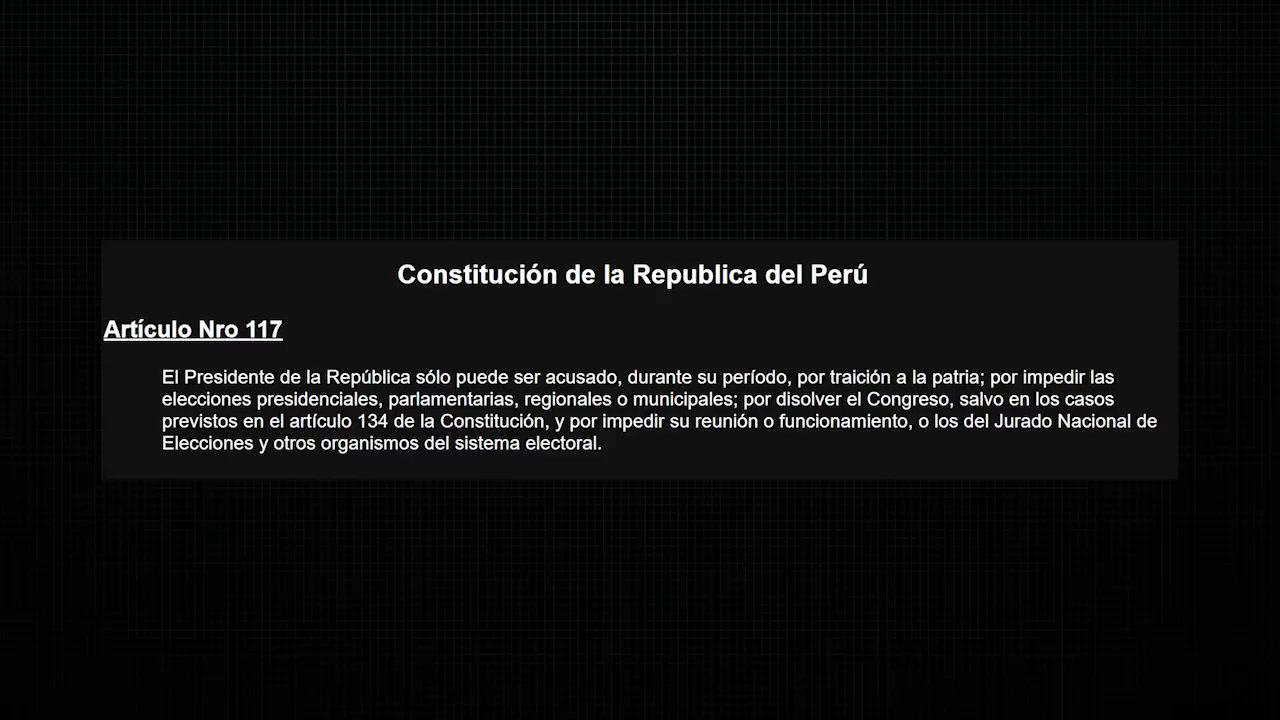 Constitución de la Republica del Perú
Artículo Nro 117
El Presidente de la República sólo puede ser acusado, durante su período, por traición a la patria; por impedir las
elecciones presidenciales, parlamentarias, regionales o municipales; por disolver el Congreso, salvo en los casos
previstos en el artículo 134 de la Constitución, y por impedir su reunión o funcionamiento, o los del Jurado Nacional de
Elecciones y otros organismos del sistema electoral.